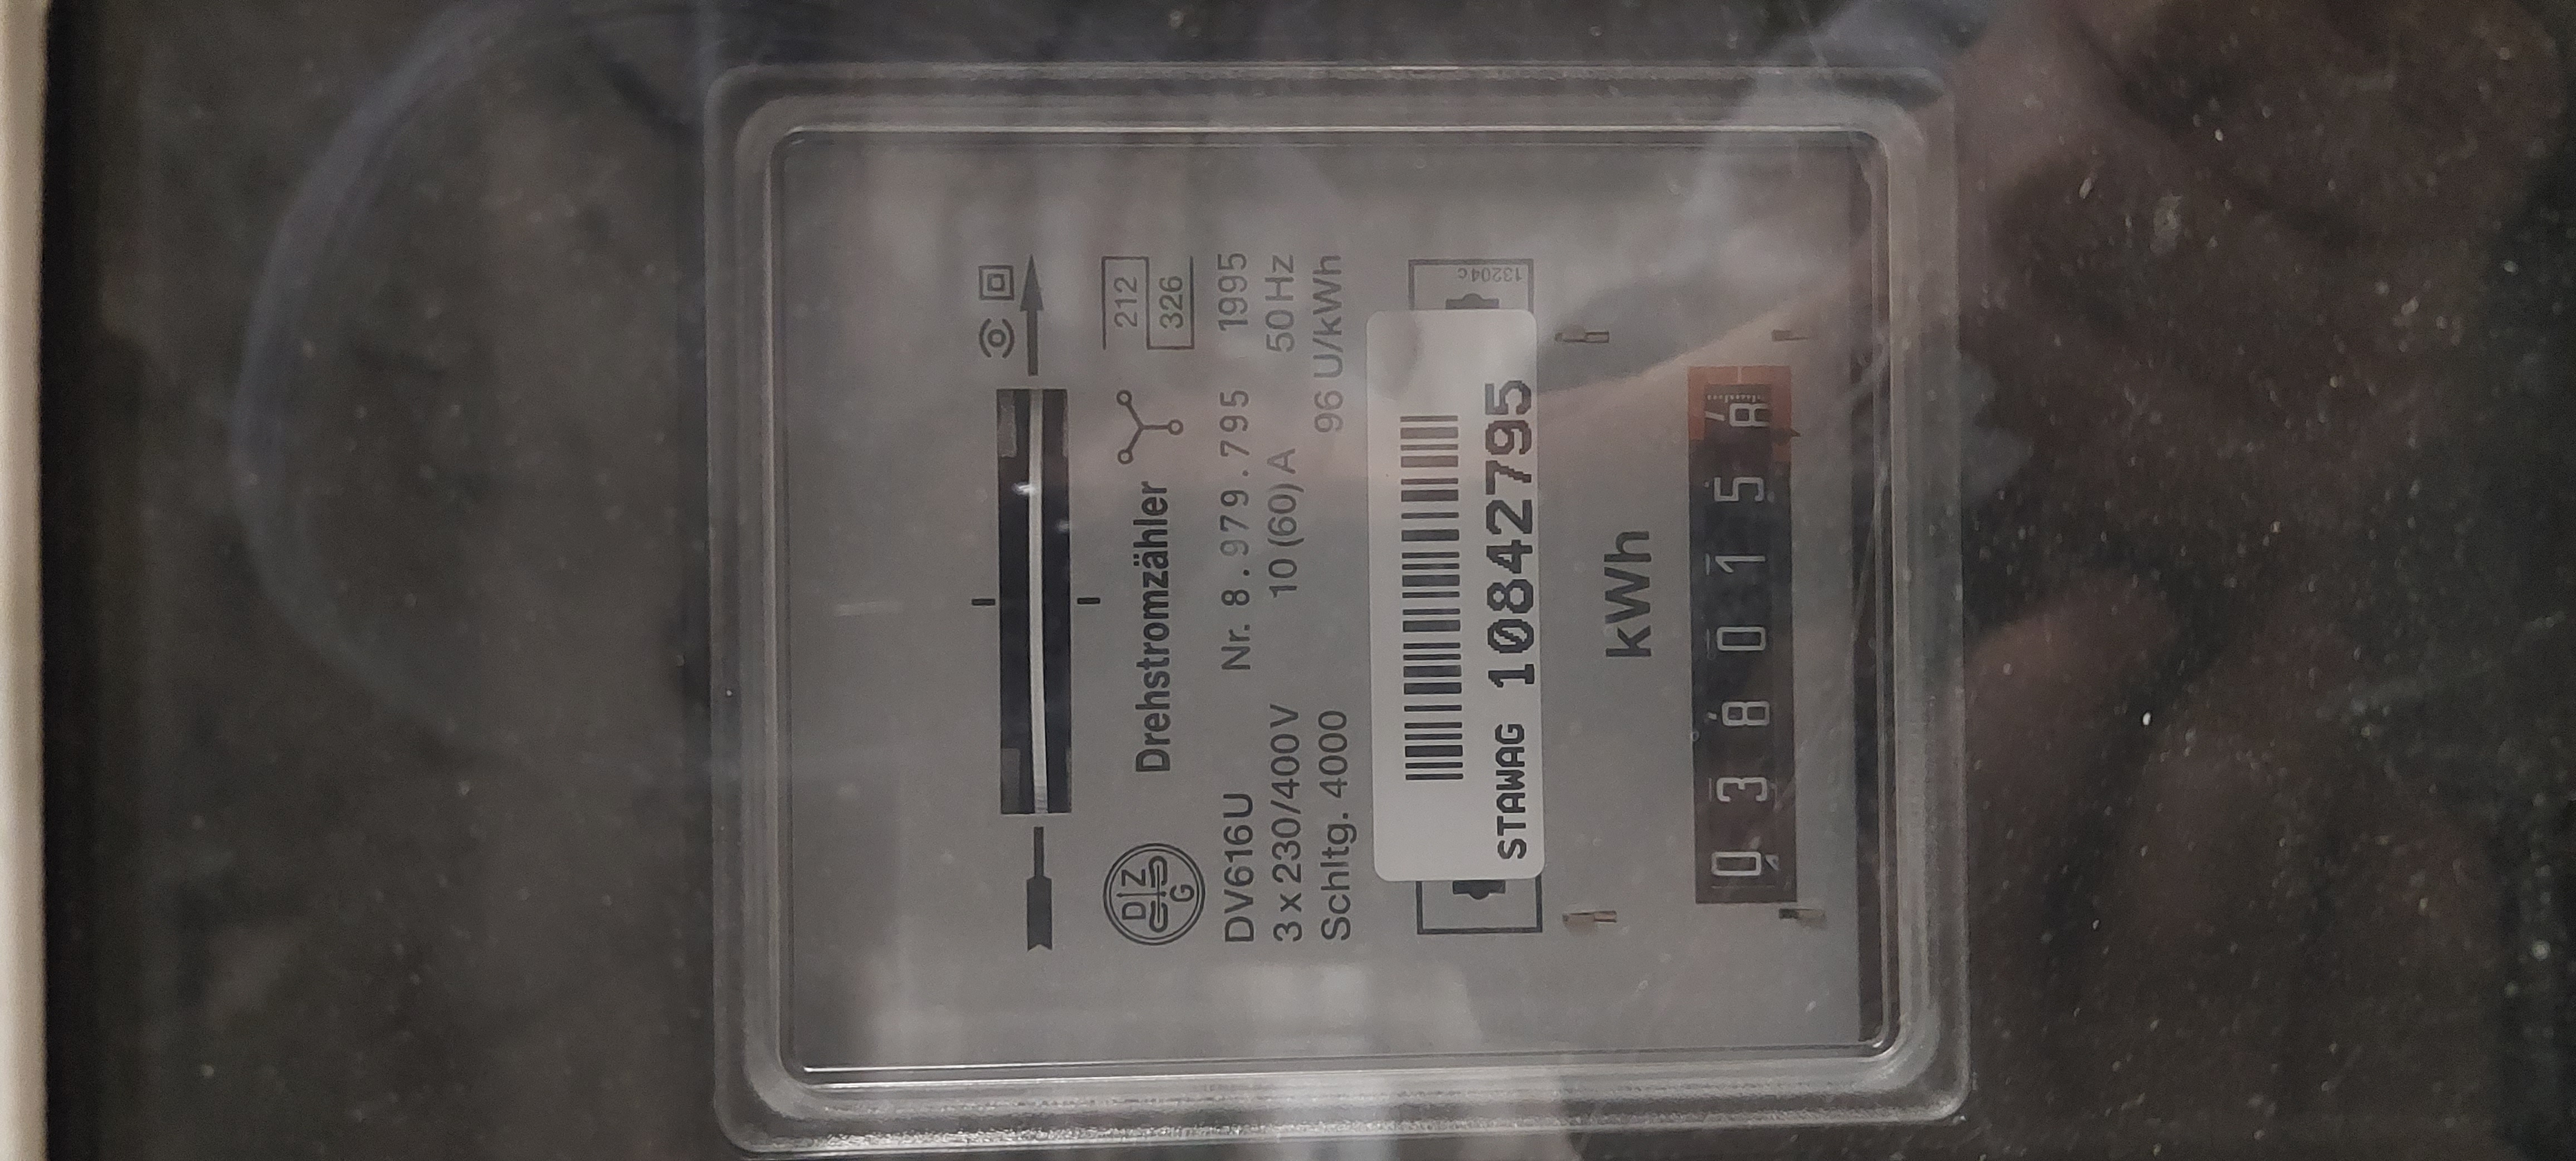 D Z
G
Drehstromzähler
212
326
DV616U Nr. 8.979.795 1995
3 x 230/400 V 10 (60) A 50 Hz
Schltg. 4000 96 U/kWh
13204c
STAWAG 10842795
kWh
0 3 8 0 1 5 8